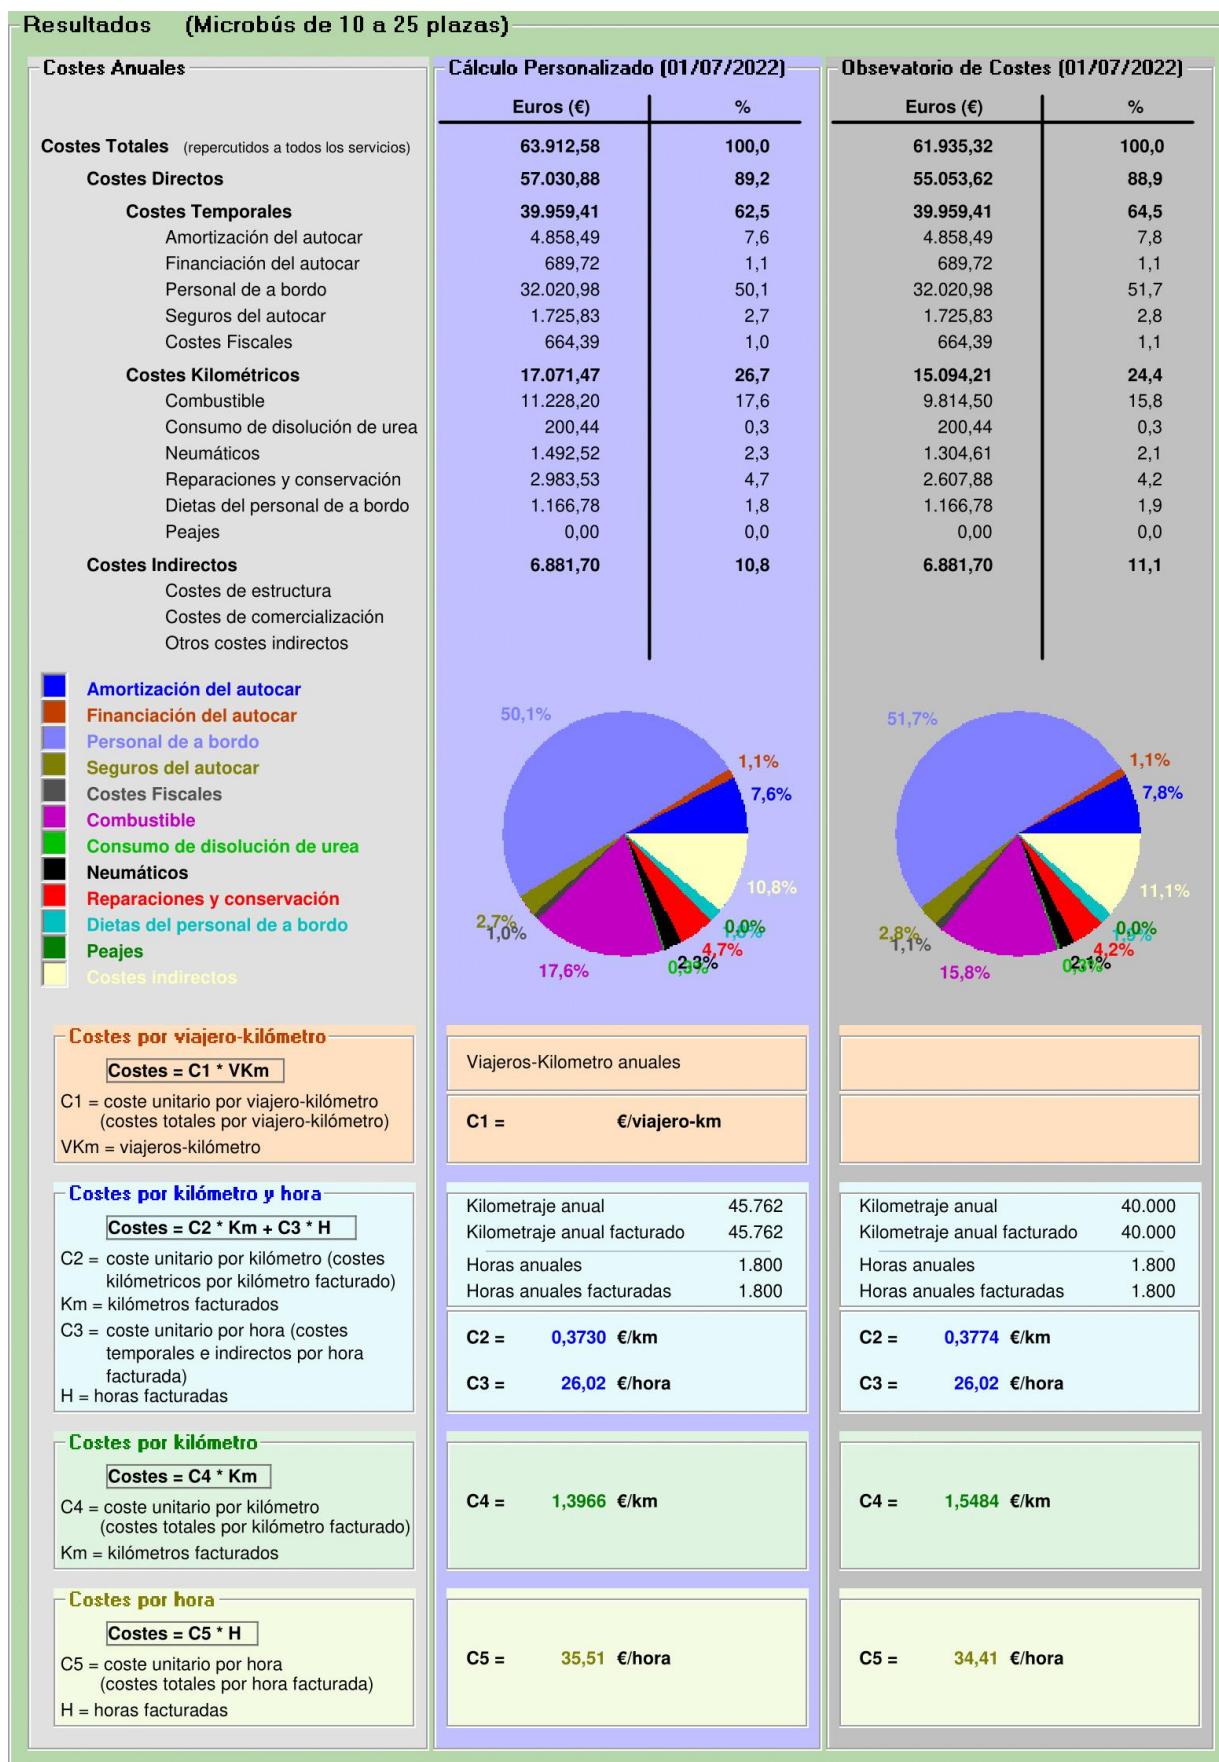 Resultados (Microbús de 10 a 25 plazas)
Costes Anuales Cálculo Personalizado (01/07/2022) Obsevatorio de Costes (01/07/2022)
Euros (€) % Euros (€) %
Costes Totales (repercutidos a todos los servicios) 63.912,58 100,0 61.935,32 100,0
Costes Directos 57.030,88 89,2 55.053,62 88,9
Costes Temporales 39.959,41 62,5 39.959,41 64,5
Amortización del autocar 4.858,49 7,6 4.858,49 7,8
Financiación del autocar 689,72 1,1 689,72 1,1
Personal de a bordo 32.020,98 50,1 32.020,98 51,7
Seguros del autocar 1.725,83 2,7 1.725,83 2,8
Costes Fiscales 664,39 1,0 664,39 1,1
Costes Kilométricos 17.071,47 26,7 15.094,21 24,4
Combustible 11.228,20 17,6 9.814,50 15,8
Consumo de disolución de urea 200,44 0,3 200,44 0,3
Neumáticos 1.492,52 2,3 1.304,61 2,1
Reparaciones y conservación 2.983,53 4,7 2.607,88 4,2
Dietas del personal de a bordo 1.166,78 1,8 1.166,78 1,9
Peajes 0,00 0,0 0,00 0,0
Costes Indirectos 6.881,70 10,8 6.881,70 11,1
Costes de estructura
Costes de comercialización
Otros costes indirectos
Amortización del autocar
Financiación del autocar
Personal de a bordo
Seguros del autocar
Costes Fiscales
Combustible
Consumo de disolución de urea
Neumáticos
Reparaciones y conservación
Dietas del personal de a bordo
Peajes
Costes indirectos
50,1%
1,1%
7,6%
10,8%
0,0%
1,8%
4,7%
2,3%
0,3%
17,6%
1,0%
2,7%
51,7%
1,1%
7,8%
11,1%
0,0%
1,9%
4,2%
2,1%
0,3%
15,8%
1,1%
2,8%
Costes por viajero-kilómetro
Costes = C1 * VKm
C1 = coste unitario por viajero-kilómetro
(costes totales por viajero-kilómetro)
VKm = viajeros-kilómetro
Viajeros-Kilometro anuales
C1 = €/viajero-km
Costes por kilómetro y hora
Costes = C2 * Km + C3 * H
C2 = coste unitario por kilómetro (costes
kilómetricos por kilómetro facturado)
Km = kilómetros facturados
C3 = coste unitario por hora (costes
temporales e indirectos por hora
facturada)
H = horas facturadas
Kilometraje anual 45.762
Kilometraje anual facturado 45.762
Horas anuales 1.800
Horas anuales facturadas 1.800
C2 = 0,3730 €/km
C3 = 26,02 €/hora
Kilometraje anual 40.000
Kilometraje anual facturado 40.000
Horas anuales 1.800
Horas anuales facturadas 1.800
C2 = 0,3774 €/km
C3 = 26,02 €/hora
Costes por kilómetro
Costes = C4 * Km
C4 = coste unitario por kilómetro
(costes totales por kilómetro facturado)
Km = kilómetros facturados
C4 = 1,3966 €/km
C4 = 1,5484 €/km
Costes por hora
Costes = C5 * H
C5 = coste unitario por hora
(costes totales por hora facturada)
H = horas facturadas
C5 = 35,51 €/hora
C5 = 34,41 €/hora